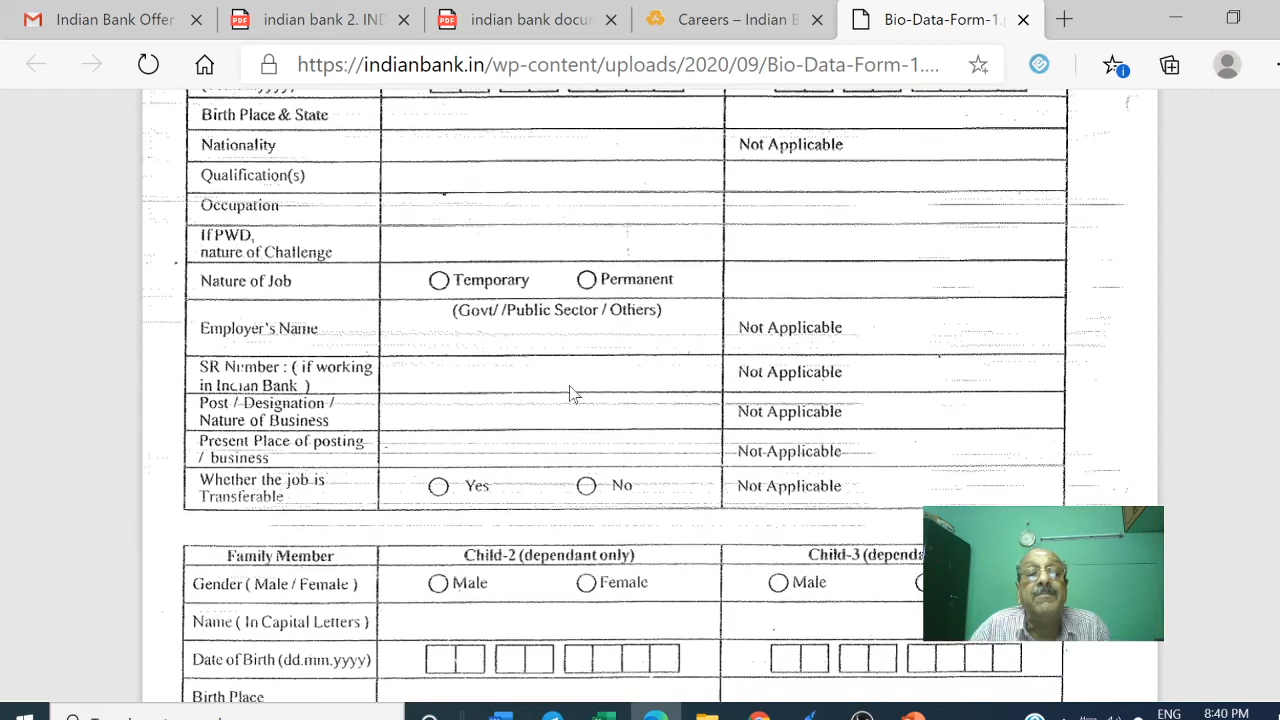 Indian Bank Offer
indian bank 2. IND
indian bank docur
Careers – Indian B
Bio-Data-Form-1.
https://indianbank.in/wp-content/uploads/2020/09/Bio-Data-Form-1....
Birth Place & State
Nationality
Not Applicable
Qualification(s)
Occupation
If PWD,
nature of Challenge
Nature of Job
Temporary
Permanent
Employer's Name
(Govt/ /Public Sector / Others)
Not Applicable
SR Number : ( if working
in Indian Bank )
Not Applicable
Post / Designation /
Nature of Business
Not Applicable
Present Place of posting
/ business
Not Applicable
Whether the job is
Transferable
Yes
No
Not Applicable
Family Member
Child-2 (dependant only)
Child-3 (dependa
Gender ( Male / Female )
Male
Female
Male
Name ( In Capital Letters )
Date of Birth (dd.mm.yyyy)
Birth Place
ENG
8:40 PM